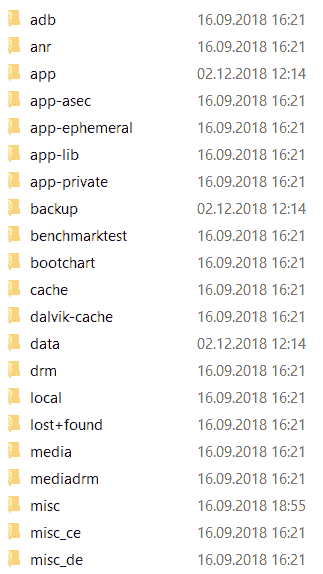 adb 16.09.2018 16:21
anr 16.09.2018 16:21
app 02.12.2018 12:14
app-asec 16.09.2018 16:21
app-ephemeral 16.09.2018 16:21
app-lib 16.09.2018 16:21
app-private 16.09.2018 16:21
backup 02.12.2018 12:14
benchmarktest 16.09.2018 16:21
bootchart 16.09.2018 16:21
cache 16.09.2018 16:21
dalvik-cache 16.09.2018 16:21
data 02.12.2018 12:14
drm 16.09.2018 16:21
local 16.09.2018 16:21
lost+found 16.09.2018 16:21
media 16.09.2018 16:21
mediadrm 16.09.2018 16:21
misc 16.09.2018 18:55
misc_ce 16.09.2018 16:21
misc_de 16.09.2018 16:21